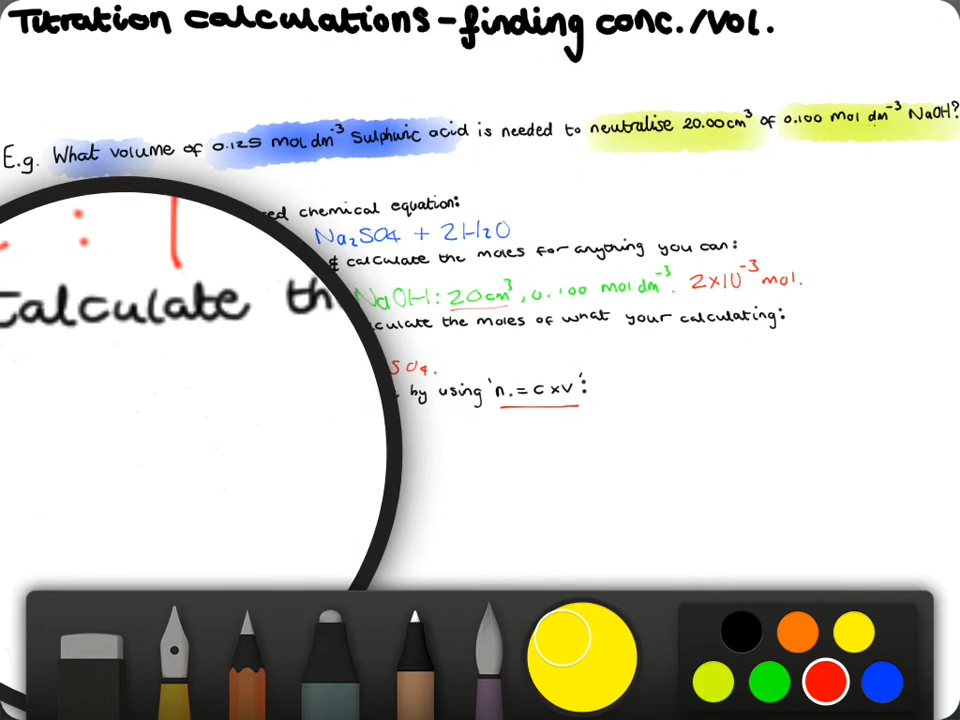 Titration calculations - finding conc./vol.
E.g. What volume of 0.125 mol dm⁻³ Sulphuric acid is needed to neutralise 20.00cm³ of 0.100 mol dm⁻³ NaOH?
chemical equation:
Na₂SO₄ + 2H₂O
& calculate the moles for anything you can:
Calculate
NaOH: 20cm³, 0.100 mol dm⁻³. 2x10⁻³ mol.
the moles of what your calculating:
SO₄.
by using 'n. = c x v':